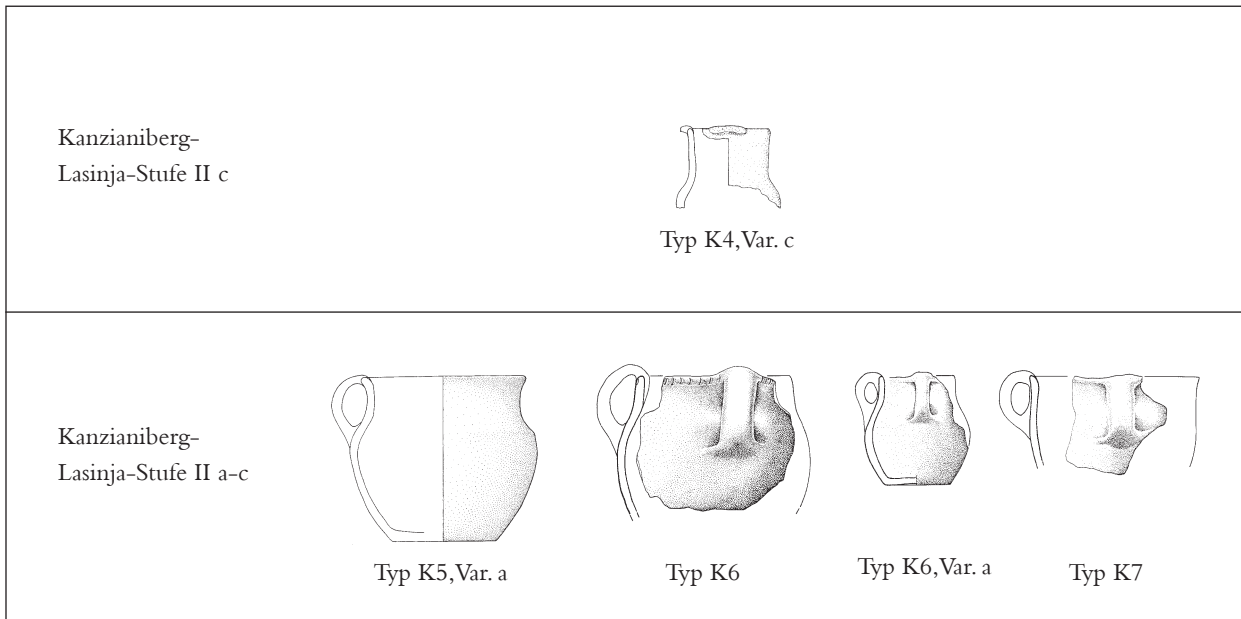 Kanzianiberg-
Lasinja-Stufe II c
Typ K4,Var. c
Kanzianiberg-
Lasinja-Stufe II a-c
Typ K5,Var. a
Typ K6
Typ K6,Var. a
Typ K7